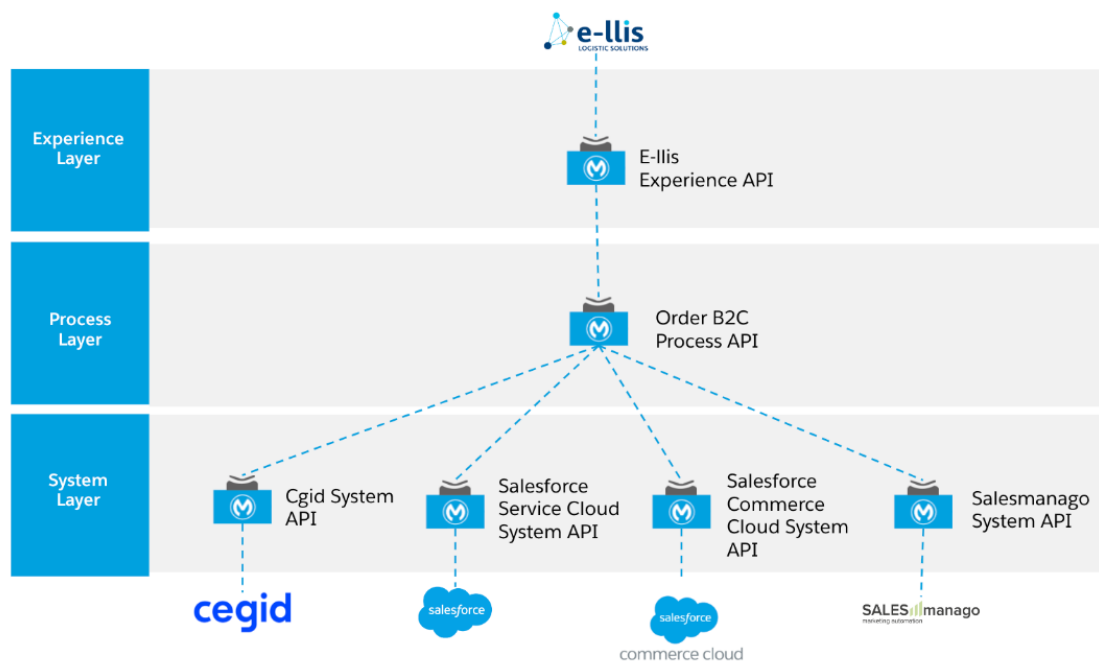 e-llis
LOGISTIC SOLUTIONS
Experience
Layer
E-llis
Experience API
Process
Layer
Order B2C
Process API
System
Layer
Cgid System
API
Salesforce
Service Cloud
System API
Salesforce
Commerce
Cloud System
API
Salesmanago
System API
cegid
salesforce
salesforce
commerce cloud
SALESmanago
marketing automation